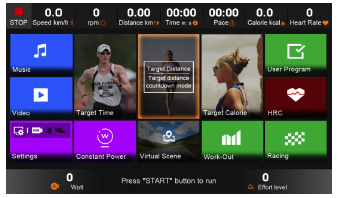 0.0 0 0.00 00:00 00:00 0.0 0
STOP Speed km/h rpm Distance km Time m: s Pace Calorie kcal Heart Rate
Target Distance
Target distance
countdown mode
Music
User Program
Video Target Time Target Calorie HRC
Settings Constant Power Virtual Scene Work-Out Racing
0 Press "START" button to run 0
Watt Effort level